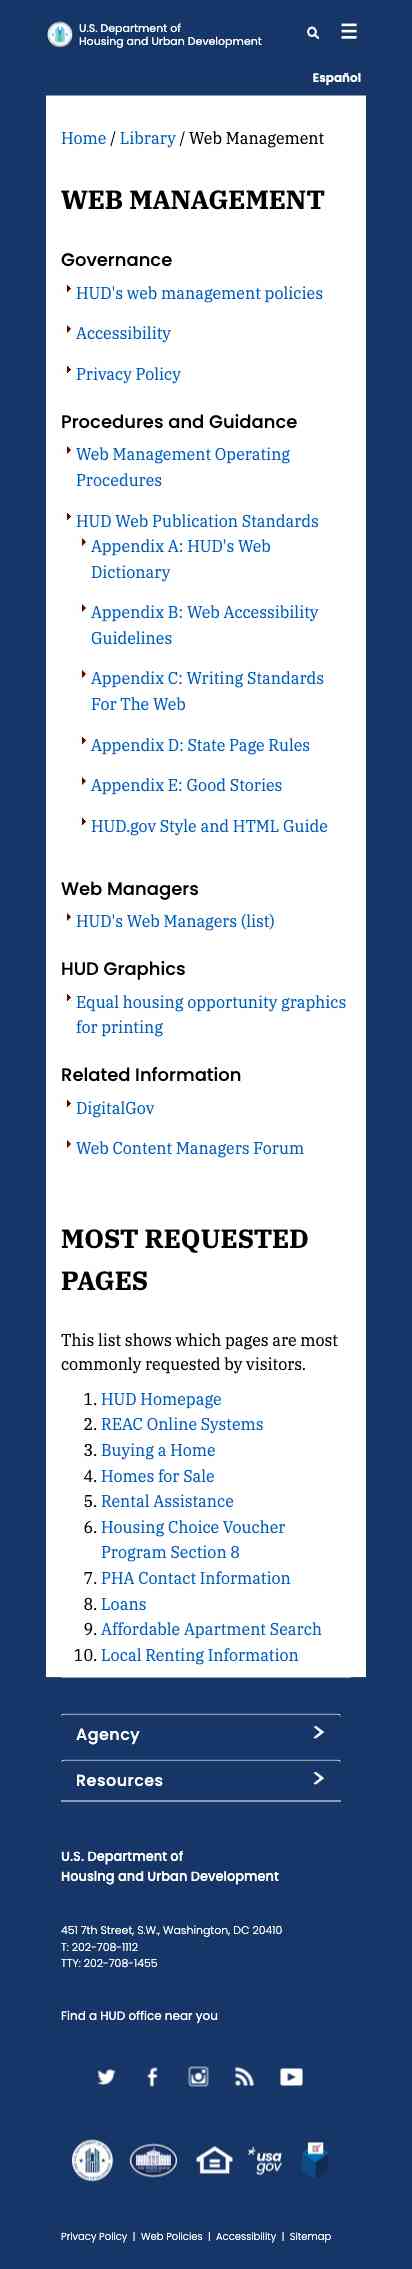 U.S. Department of
Housing and Urban Development
Español
Home / Library / Web Management
WEB MANAGEMENT
Governance
HUD's web management policies
Accessibility
Privacy Policy
Procedures and Guidance
Web Management Operating
Procedures
HUD Web Publication Standards
Appendix A: HUD's Web
Dictionary
Appendix B: Web Accessibility
Guidelines
Appendix C: Writing Standards
For The Web
Appendix D: State Page Rules
Appendix E: Good Stories
HUD.gov Style and HTML Guide
Web Managers
HUD's Web Managers (list)
HUD Graphics
Equal housing opportunity graphics
for printing
Related Information
DigitalGov
Web Content Managers Forum
MOST REQUESTED
PAGES
This list shows which pages are most
commonly requested by visitors.
1. HUD Homepage
2. REAC Online Systems
3. Buying a Home
4. Homes for Sale
5. Rental Assistance
6. Housing Choice Voucher
Program Section 8
7. PHA Contact Information
8. Loans
9. Affordable Apartment Search
10. Local Renting Information
Agency
Resources
U.S. Department of
Housing and Urban Development
451 7th Street, S.W., Washington, DC 20410
T: 202-708-1112
TTY: 202-708-1455
Find a HUD office near you
usa
gov
Privacy Policy | Web Policies | Accessibility | Sitemap